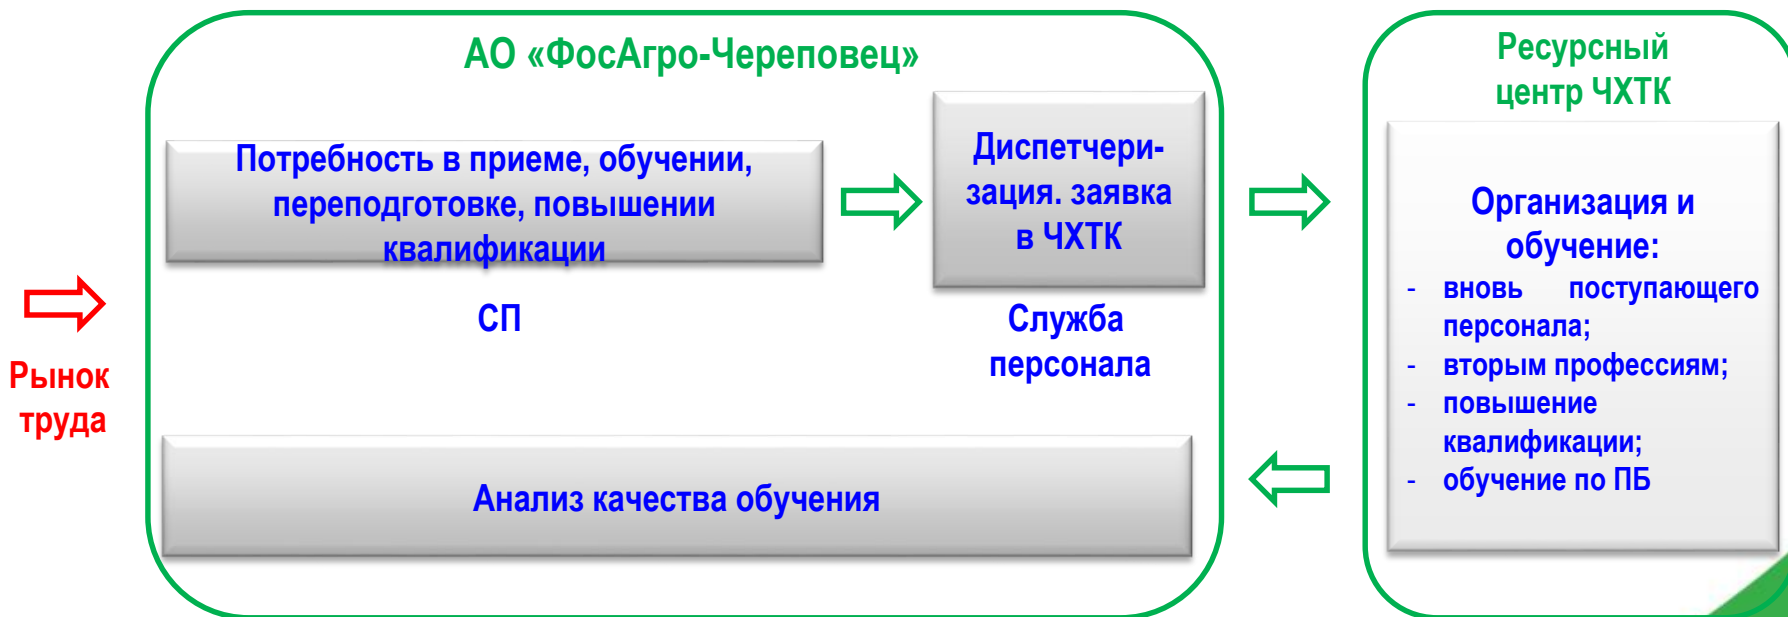 АО «ФосАгро-Череповец»
Потребность в приеме, обучении,
переподготовке, повышении
квалификации
СП
Диспетчери-
зация. заявка
в ЧХТК
Служба
персонала
Рынок
труда
Анализ качества обучения
Ресурсный
центр ЧХТК
Организация и
обучение:
- вновь поступающего
персонала;
- вторым профессиям;
- повышение
квалификации;
- обучение по ПБ